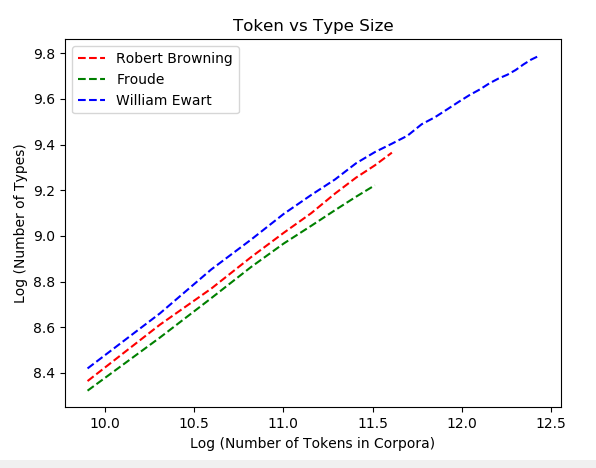 Token vs Type Size
Robert Browning
Froude
William Ewart
9.8
9.6
9.4
9.2
9.0
8.8
8.6
8.4
Log (Number of Types)
10.0 10.5 11.0 11.5 12.0 12.5
Log (Number of Tokens in Corpora)